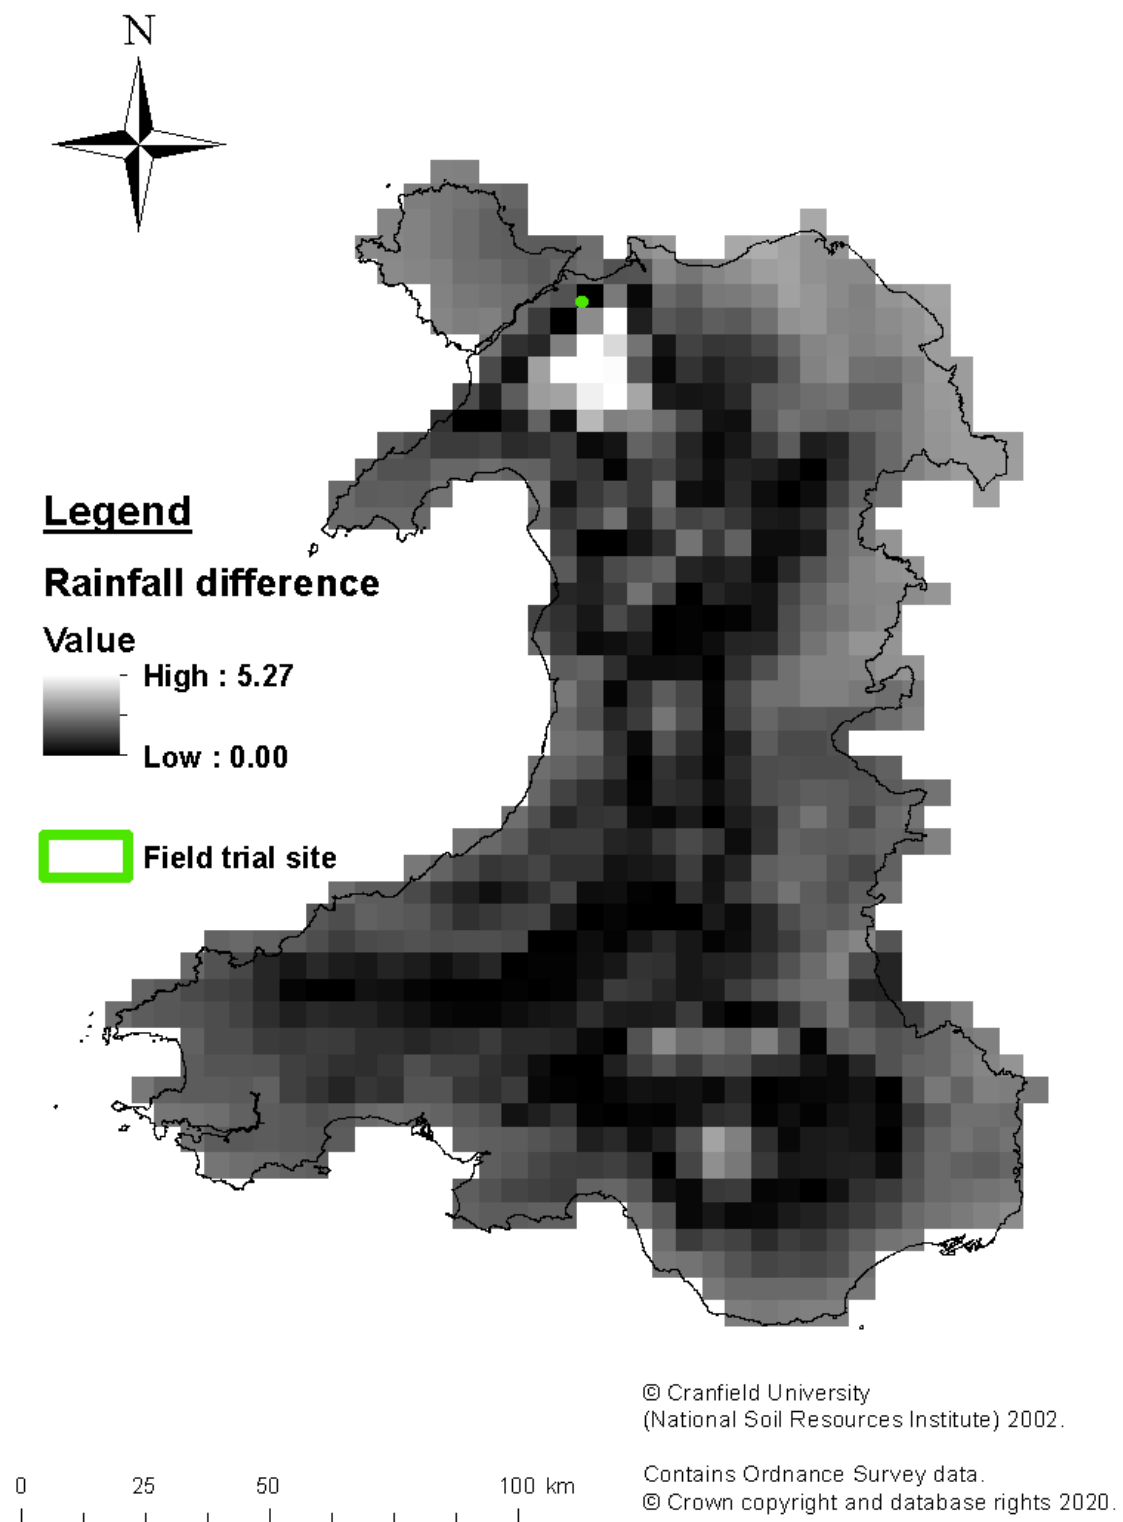 N
Legend
Rainfall difference
Value
High : 5.27
Low : 0.00
Field trial site
© Cranfield University
(National Soil Resources Institute) 2002.
Contains Ordnance Survey data.
© Crown copyright and database rights 2020.
0 25 50 100 km